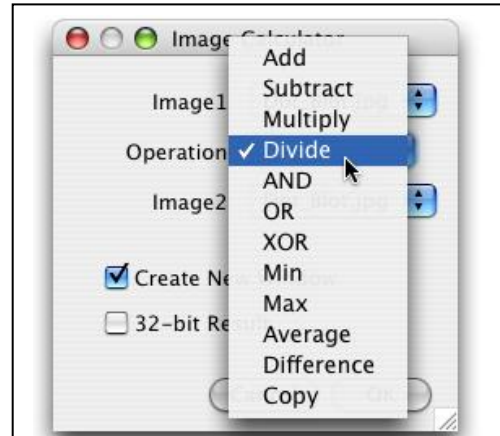 Image Calculator
Add
Subtract
Multiply
✓ Divide
AND
OR
XOR
Min
Max
Average
Difference
Copy
Image1
Operation
Image2
Create New Window
32-bit Result